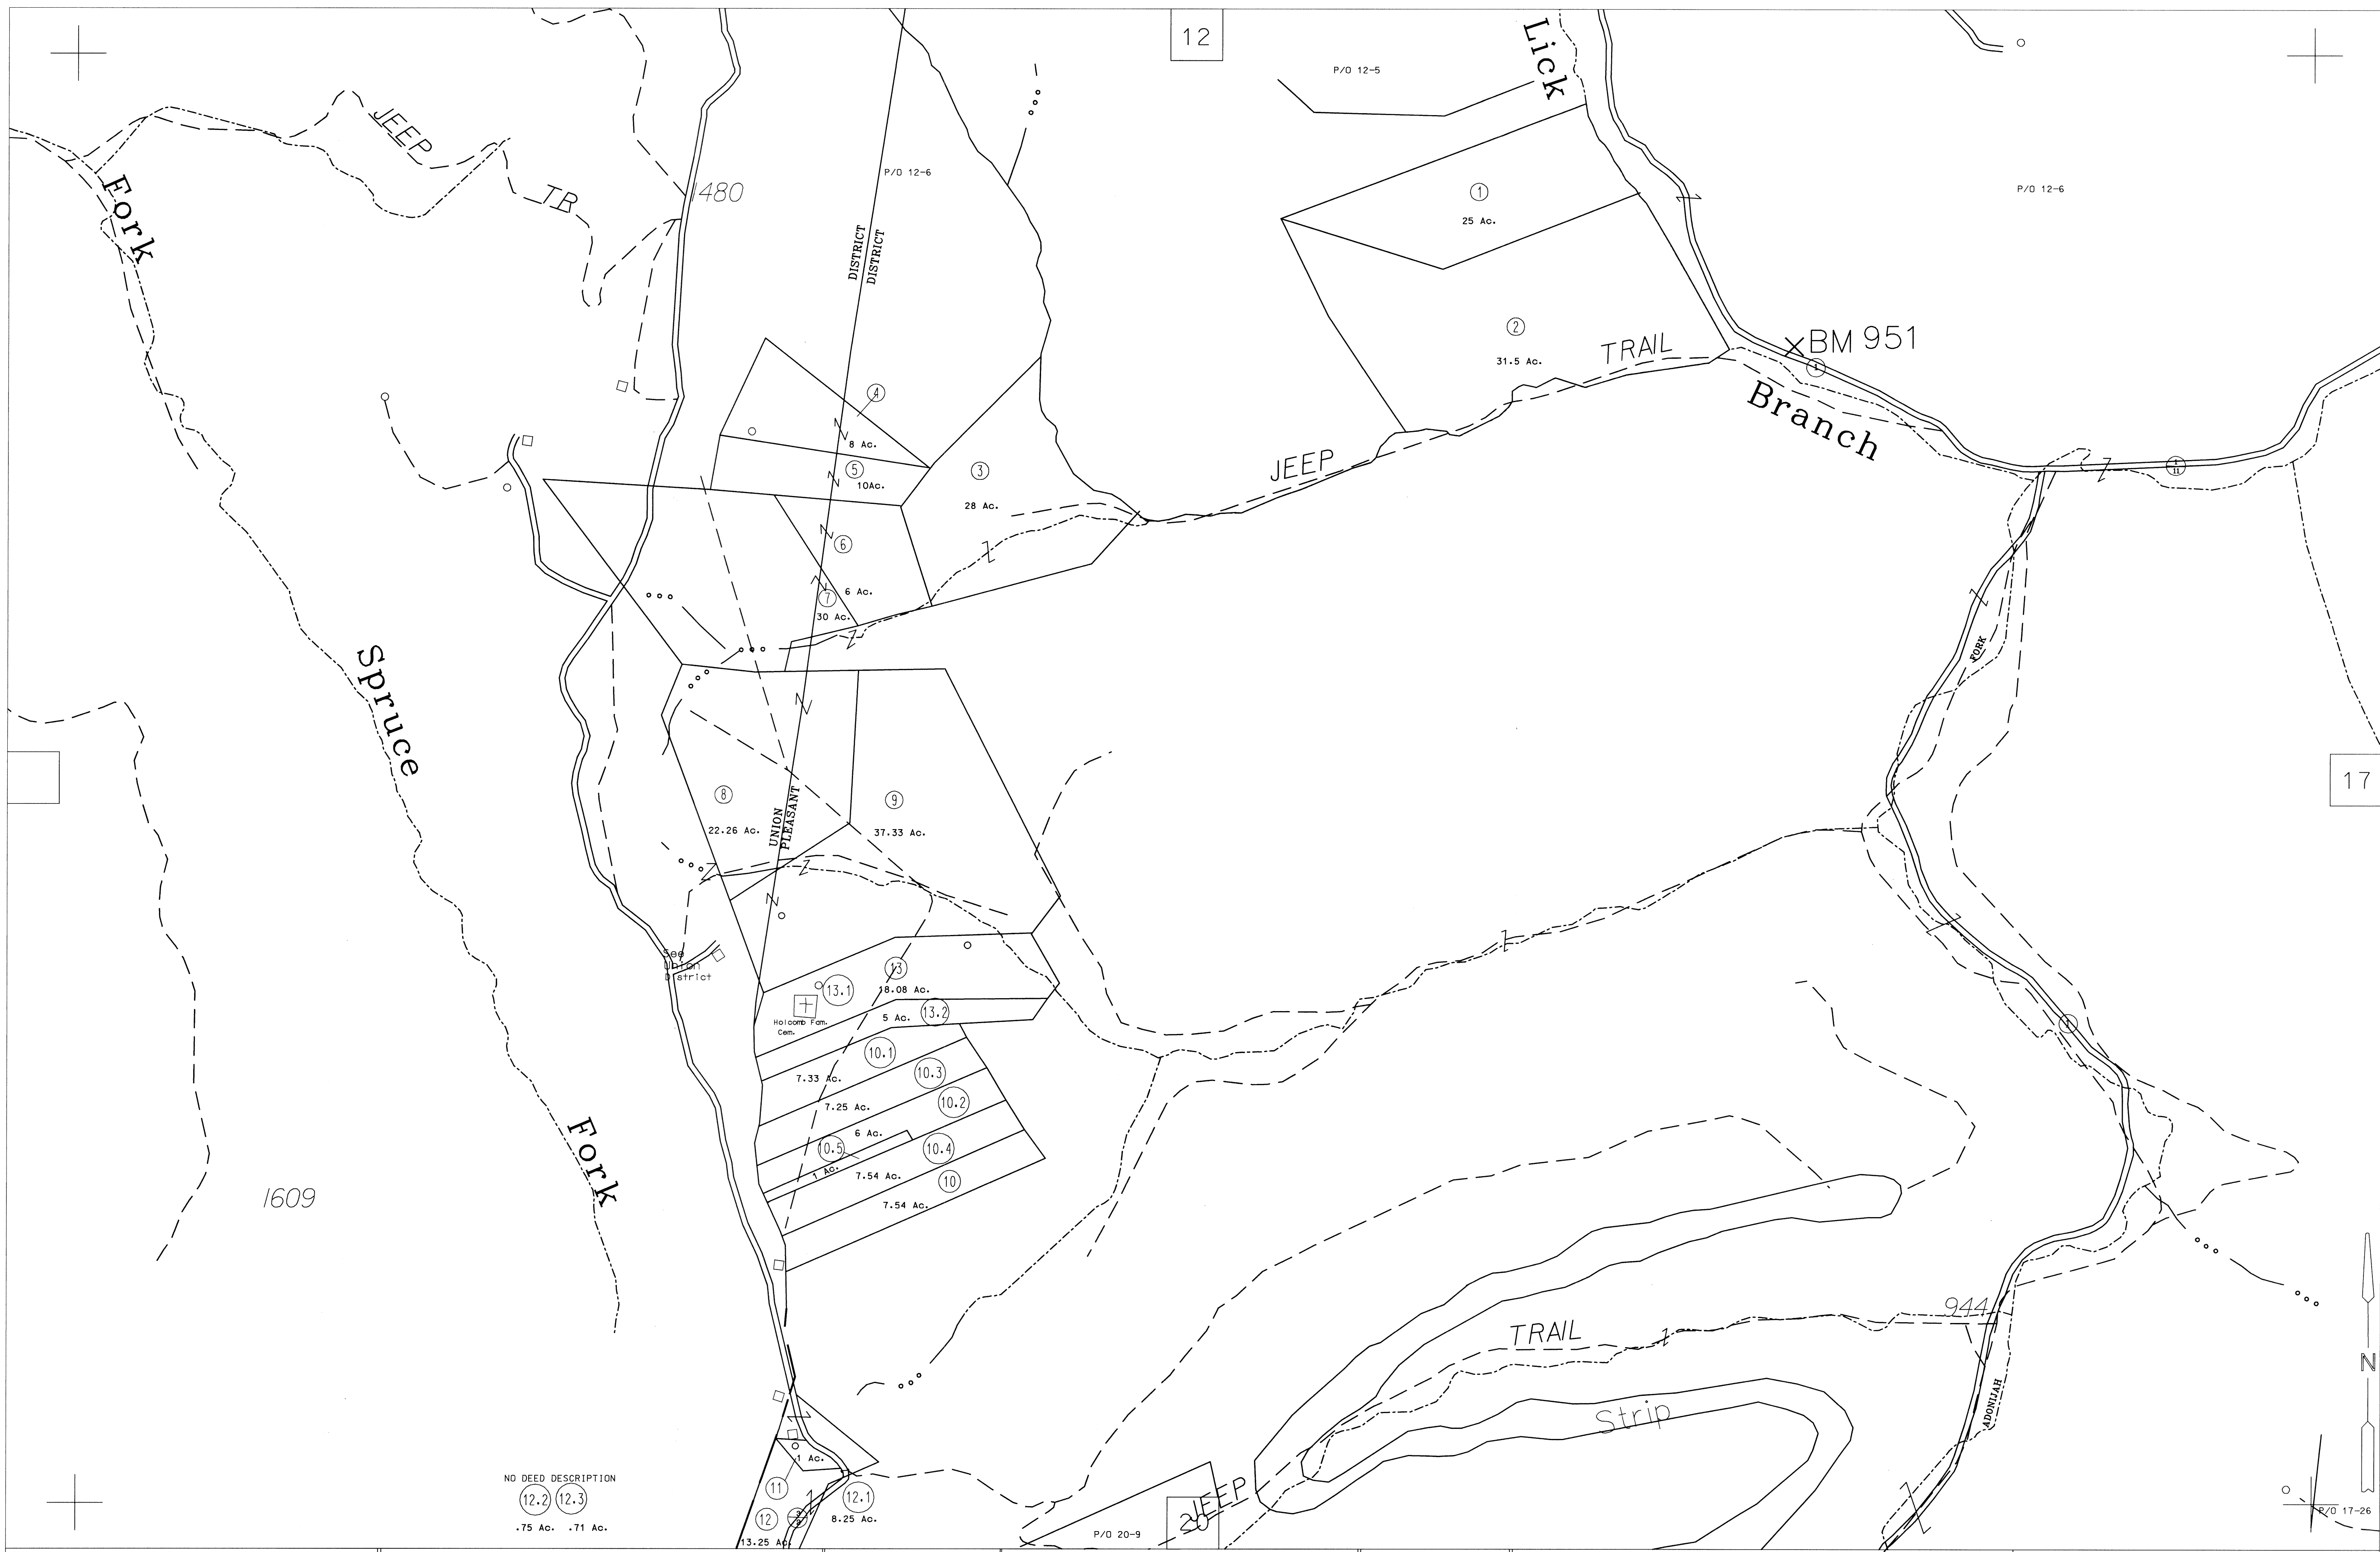 12
Lick
P/O 12-5
JEEP
TR
Fork
1480
P/O 12-6
1
25 Ac.
P/O 12-6
DISTRICT
DISTRICT
2
31.5 Ac.
TRAIL
BM 951
1
Branch
4
8 Ac.
5
10Ac.
3
28 Ac.
JEEP
1
11
6
6 Ac.
7
30 Ac.
FORK
Spruce
8
22.26 Ac.
UNION
PLEASANT
9
37.33 Ac.
17
See
Union
District
13
18.08 Ac.
13.1
Holcomb Fam.
Cem.
5 Ac.
13.2
10.1
7.33 Ac.
10.3
7.25 Ac.
10.2
6 Ac.
10.5
1 Ac.
10.4
7.54 Ac.
10
7.54 Ac.
Fork
1609
944
TRAIL
N
ADONIJAH
Strip
1 Ac.
11
NO DEED DESCRIPTION
12.2 12.3
.75 Ac. .71 Ac.
12
13.25 Ac.
12.1
8.25 Ac.
JEEP
20
P/O 20-9
P/O 17-26